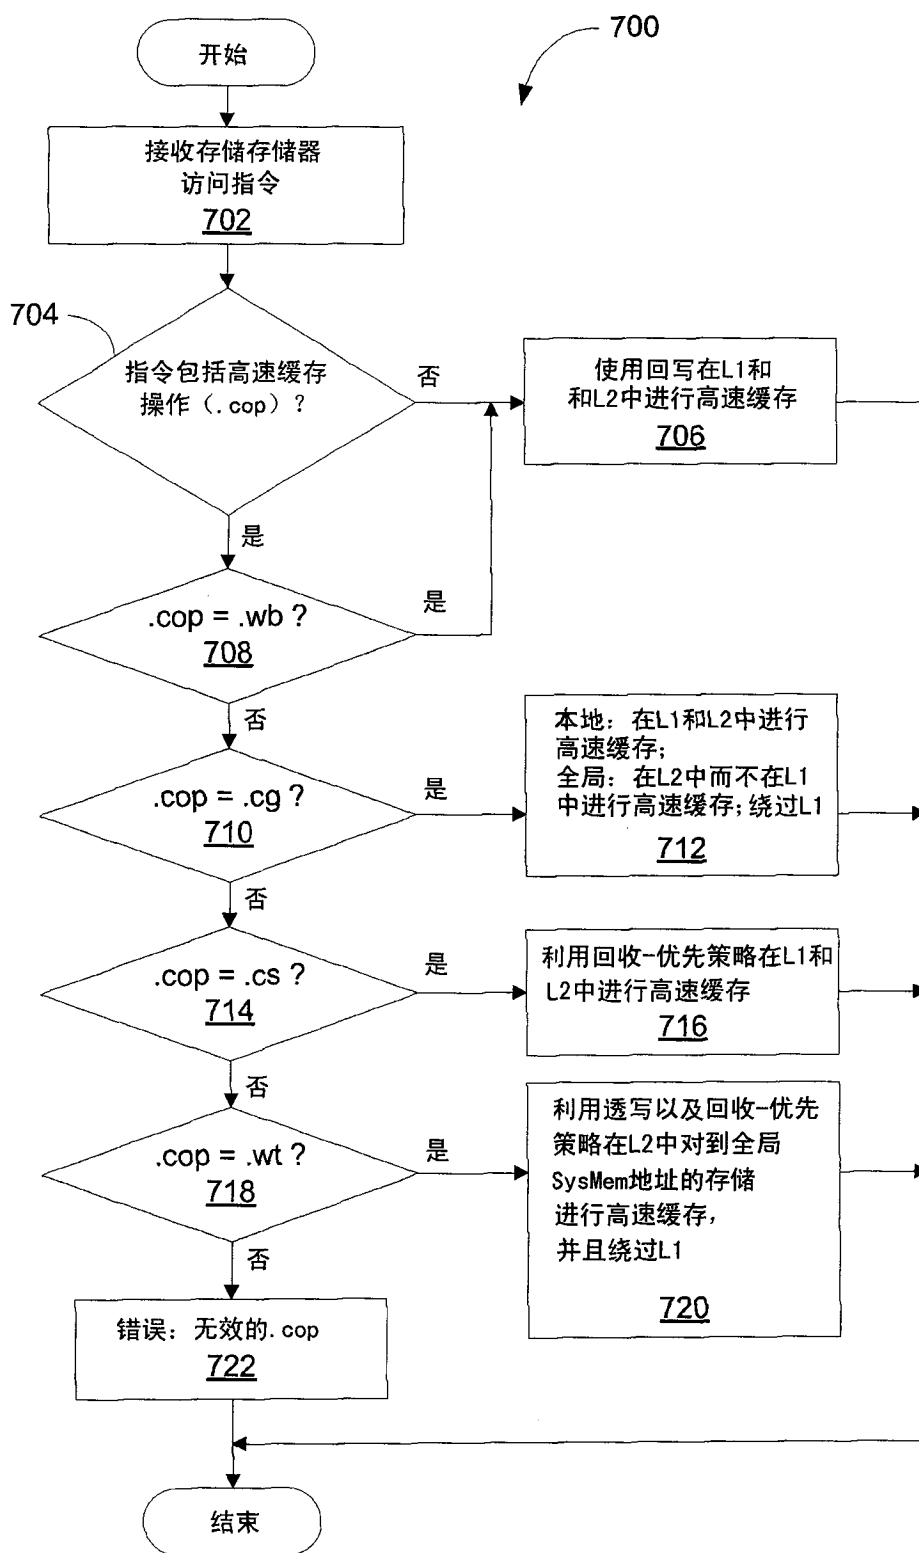 700
开始
接收存储存储器
访问指令
702
704
指令包括高速缓存
操作（.cop）？
否
使用回写在L1和
和L2中进行高速缓存
706
是
.cop = .wb ?
708
是
否
.cop = .cg ?
710
是
本地：在L1和L2中进行
高速缓存；
全局：在L2中而不在L1
中进行高速缓存；绕过L1
712
否
.cop = .cs ?
714
是
利用回收-优先策略在L1和
L2中进行高速缓存
716
否
.cop = .wt ?
718
是
利用透写以及回收-优先
策略在L2中对到全局
SysMem地址的存储
进行高速缓存，
并且绕过L1
720
否
错误：无效的.cop
722
结束